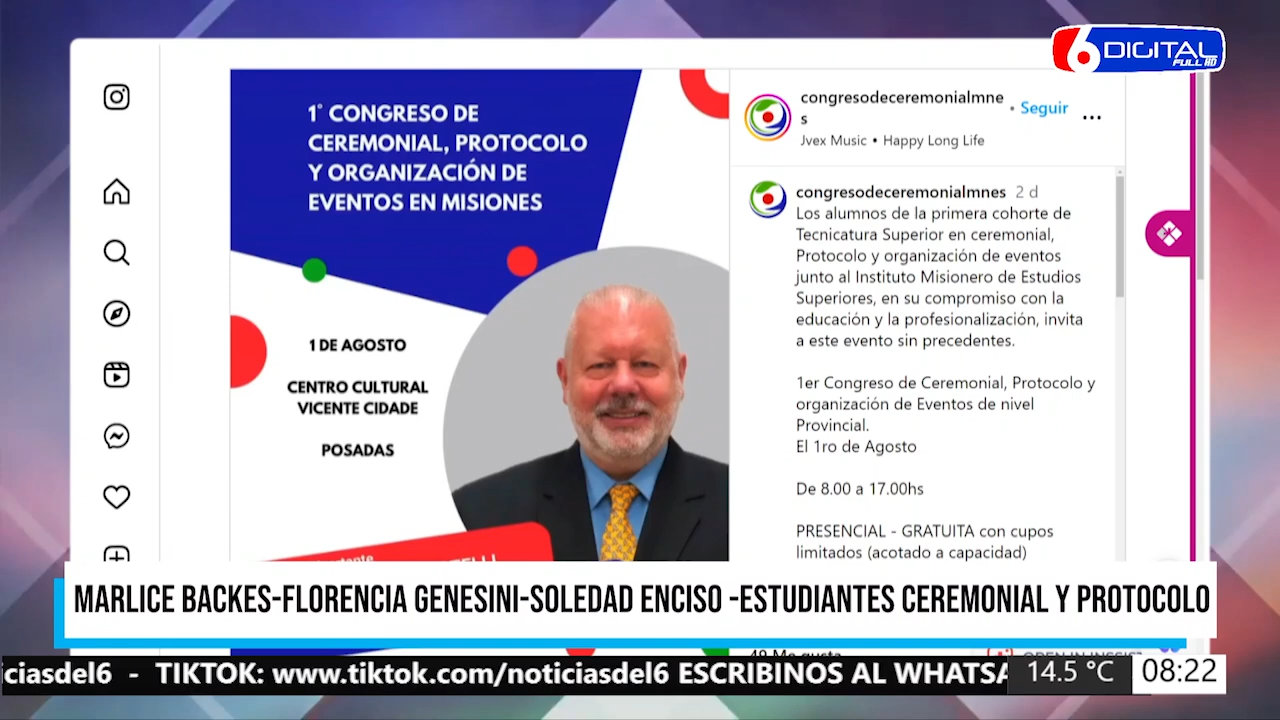 6 DIGITAL
FULL HD
1° CONGRESO DE
CEREMONIAL, PROTOCOLO
Y ORGANIZACIÓN DE
EVENTOS EN MISIONES
1 DE AGOSTO
CENTRO CULTURAL
VICENTE CIDADE
POSADAS
congresodeceremonialmne
s
• Seguir
...
Jvex Music • Happy Long Life
congresodeceremonialmnes 2 d
Los alumnos de la primera cohorte de
Tecnicatura Superior en ceremonial,
Protocolo y organización de eventos
junto al Instituto Misionero de Estudios
Superiores, en su compromiso con la
educación y la profesionalización, invita
a este evento sin precedentes.
1er Congreso de Ceremonial, Protocolo y
organización de Eventos de nivel
Provincial.
El 1ro de Agosto
De 8.00 a 17.00hs
PRESENCIAL - GRATUITA con cupos
limitados (acotado a capacidad)
MARLICE BACKES-FLORENCIA GENESINI-SOLEDAD ENCISO -ESTUDIANTES CEREMONIAL Y PROTOCOLO
49 Me gusta
iciasdel6 - TIKTOK: www.tiktok.com/noticiasdel6 ESCRIBINOS AL WHATSA
14.5 °C
08:22